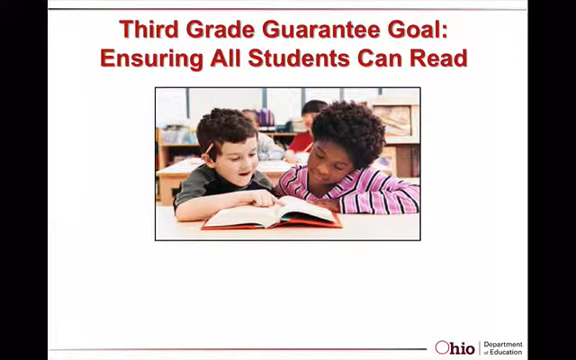 Third Grade Guarantee Goal:
Ensuring All Students Can Read
Ohio
Department
of Education